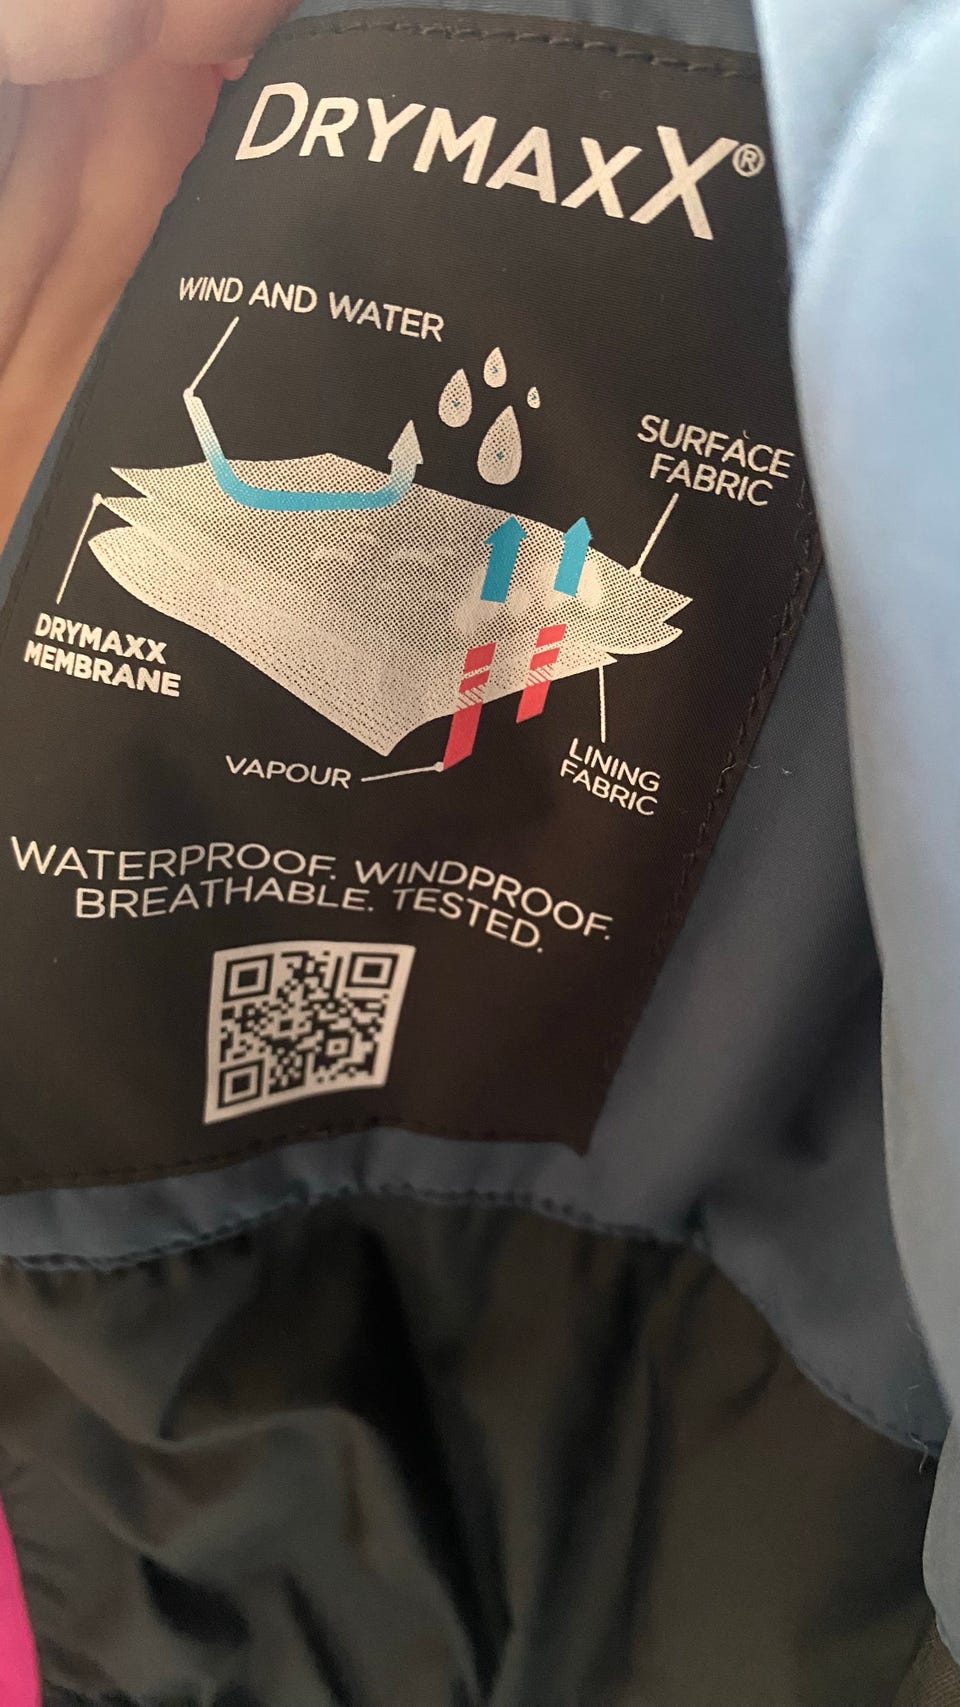 DRYMAXX®
WIND AND WATER
SURFACE
FABRIC
DRYMAXX
MEMBRANE
VAPOUR
LINING
FABRIC
WATERPROOF. WINDPROOF.
BREATHABLE. TESTED.